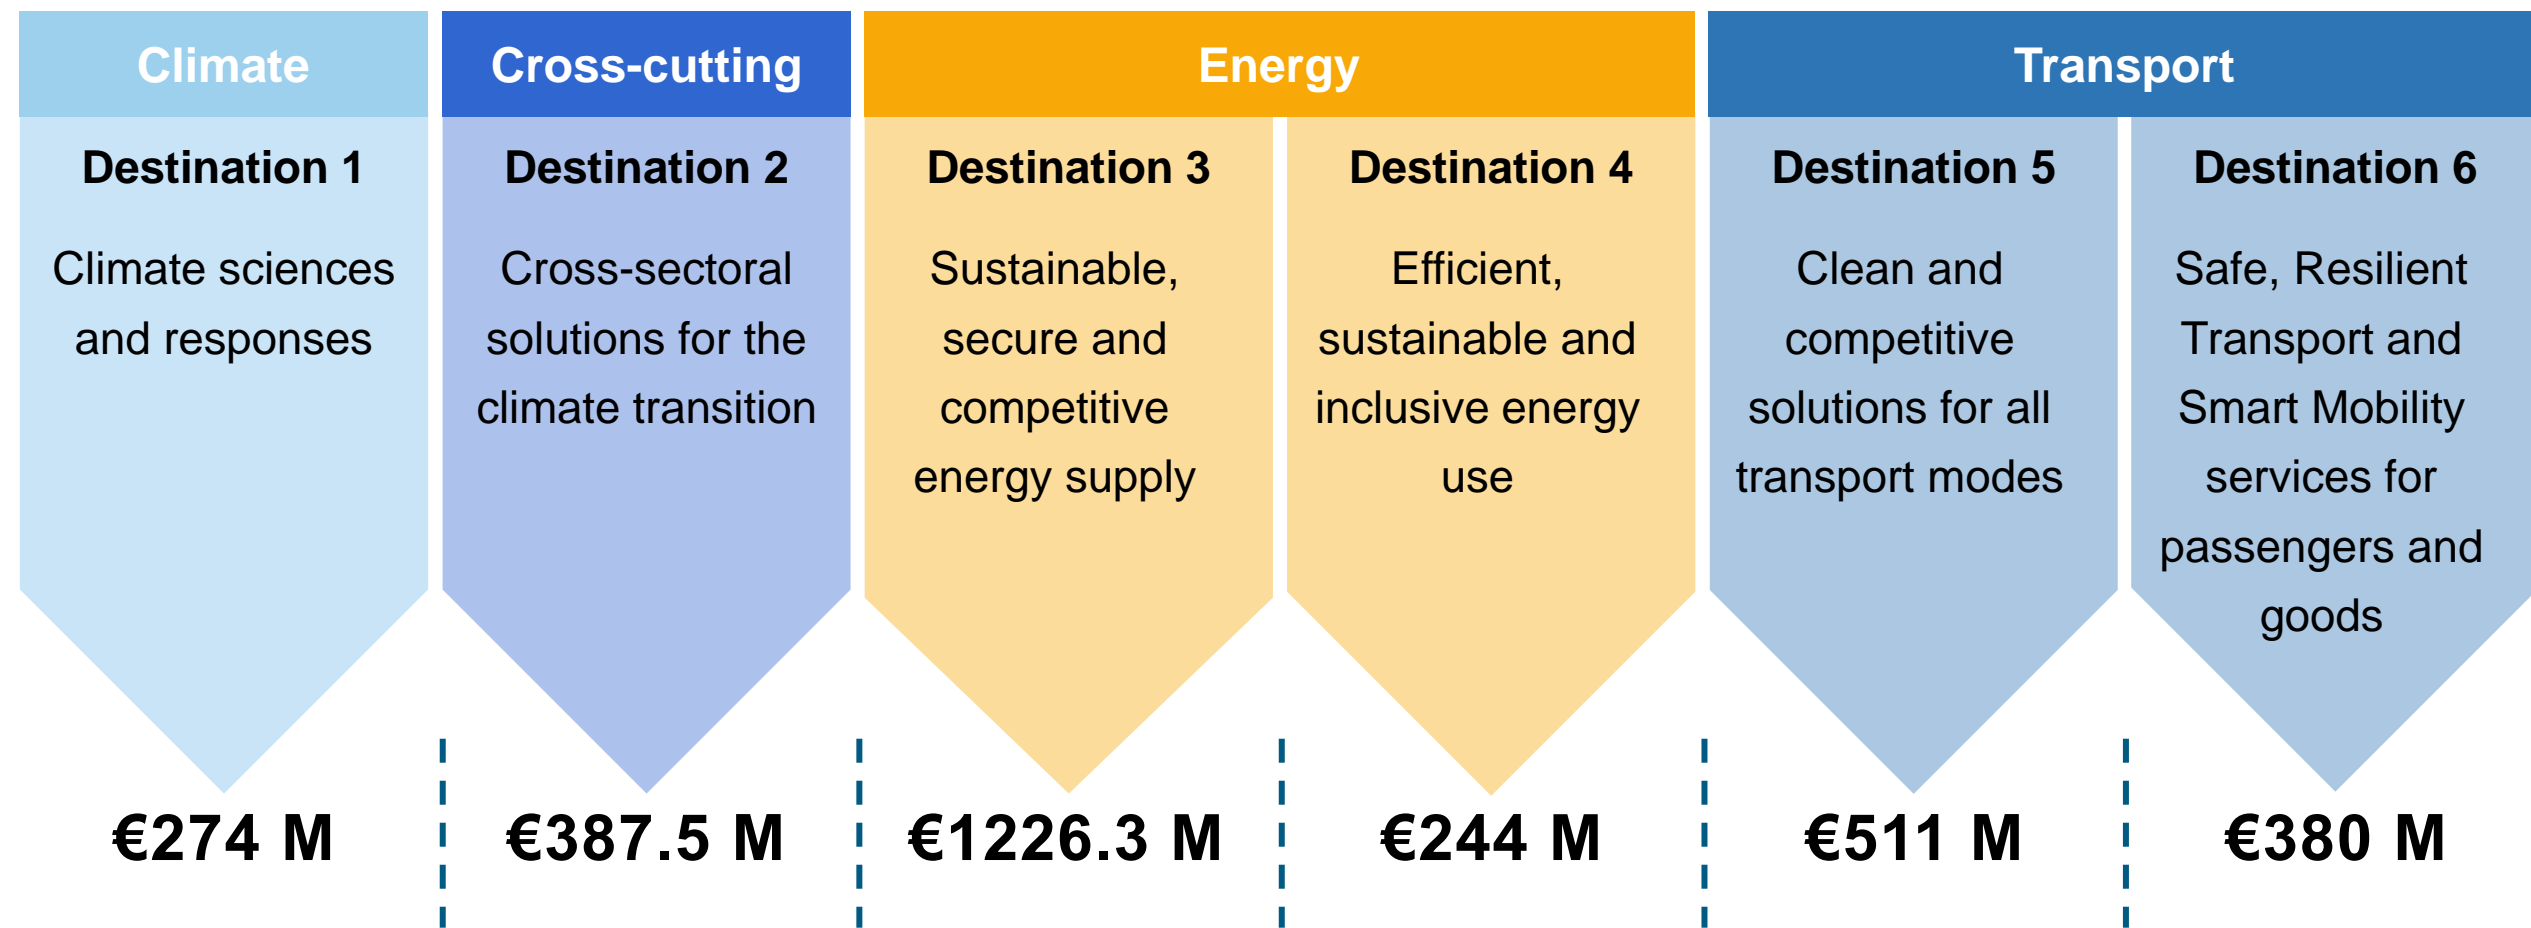 Climate
Cross-cutting
Energy
Transport
Destination 1
Climate sciences
and responses
€274 M
Destination 2
Cross-sectoral
solutions for the
climate transition
€387.5 M
Destination 3
Sustainable,
secure and
competitive
energy supply
€1226.3 M
Destination 4
Efficient,
sustainable and
inclusive energy
use
€244 M
Destination 5
Clean and
competitive
solutions for all
transport modes
€511 M
Destination 6
Safe, Resilient
Transport and
Smart Mobility
services for
passengers and
goods
€380 M